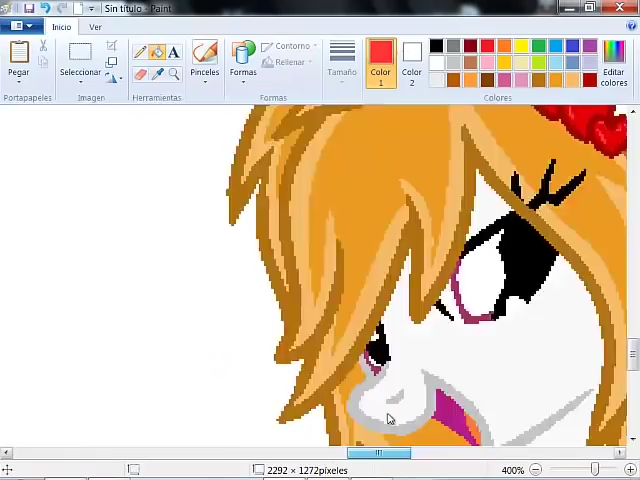 Sin título - Paint
Inicio Ver
Pegar
Seleccionar
A
Pinceles
Formas
Contorno
Rellenar
Tamaño
Color 1
Color 2
Editar colores
Portapapeles Imagen Herramientas Formas Colores
2292 × 1272píxeles 400%